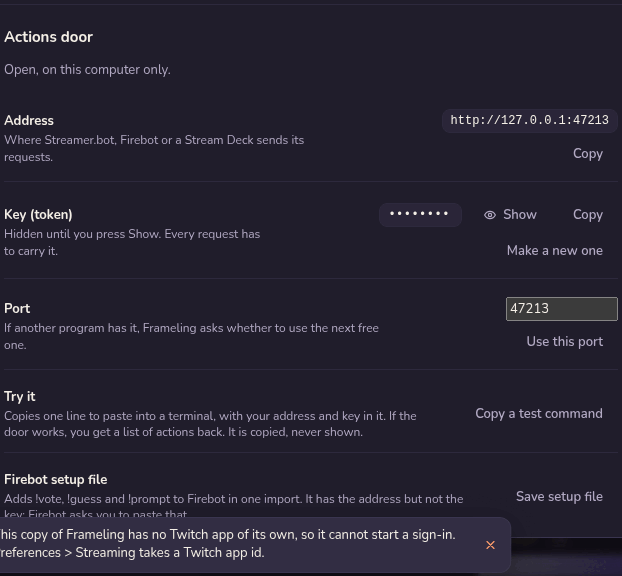 Actions door
Open, on this computer only.
Address
http://127.0.0.1:47213
Where Streamer.bot, Firebot or a Stream Deck sends its
requests.
Copy
Key (token)
••••••••
Show
Copy
Hidden until you press Show. Every request has
to carry it.
Make a new one
Port
47213
If another program has it, Frameling asks whether to use the next free
one.
Use this port
Try it
Copies one line to paste into a terminal, with your address and key in it. If the
door works, you get a list of actions back. It is copied, never shown.
Copy a test command
Firebot setup file
Adds !vote, !guess and !prompt to Firebot in one import. It has the address but not the
key; Firebot asks you to paste that
Save setup file
his copy of Frameling has no Twitch app of its own, so it cannot start a sign-in.
references > Streaming takes a Twitch app id.